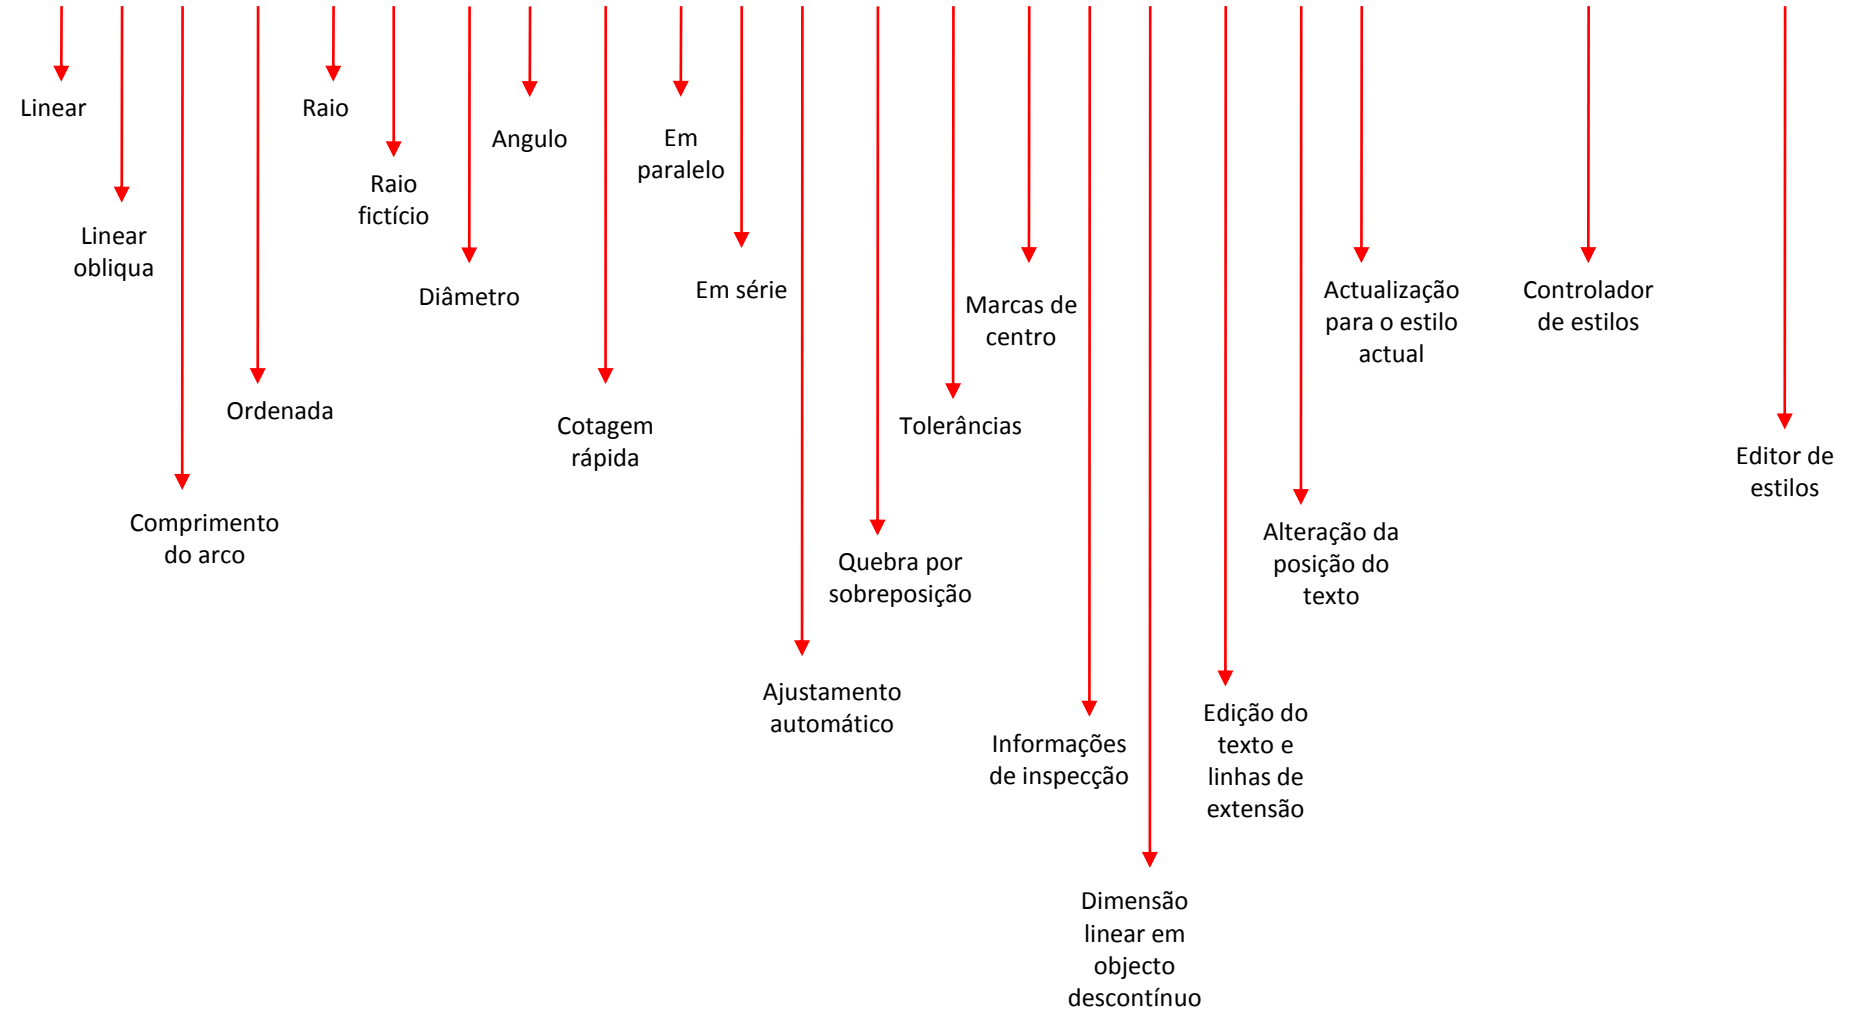 Linear
Linear
obliqua
Comprimento
do arco
Ordenada
Raio
Raio
fictício
Diâmetro
Angulo
Cotagem
rápida
Em
paralelo
Em série
Ajustamento
automático
Quebra por
sobreposição
Tolerâncias
Marcas de
centro
Informações
de inspecção
Dimensão
linear em
objecto
descontínuo
Edição do
texto e
linhas de
extensão
Alteração da
posição do
texto
Actualização
para o estilo
actual
Controlador
de estilos
Editor de
estilos